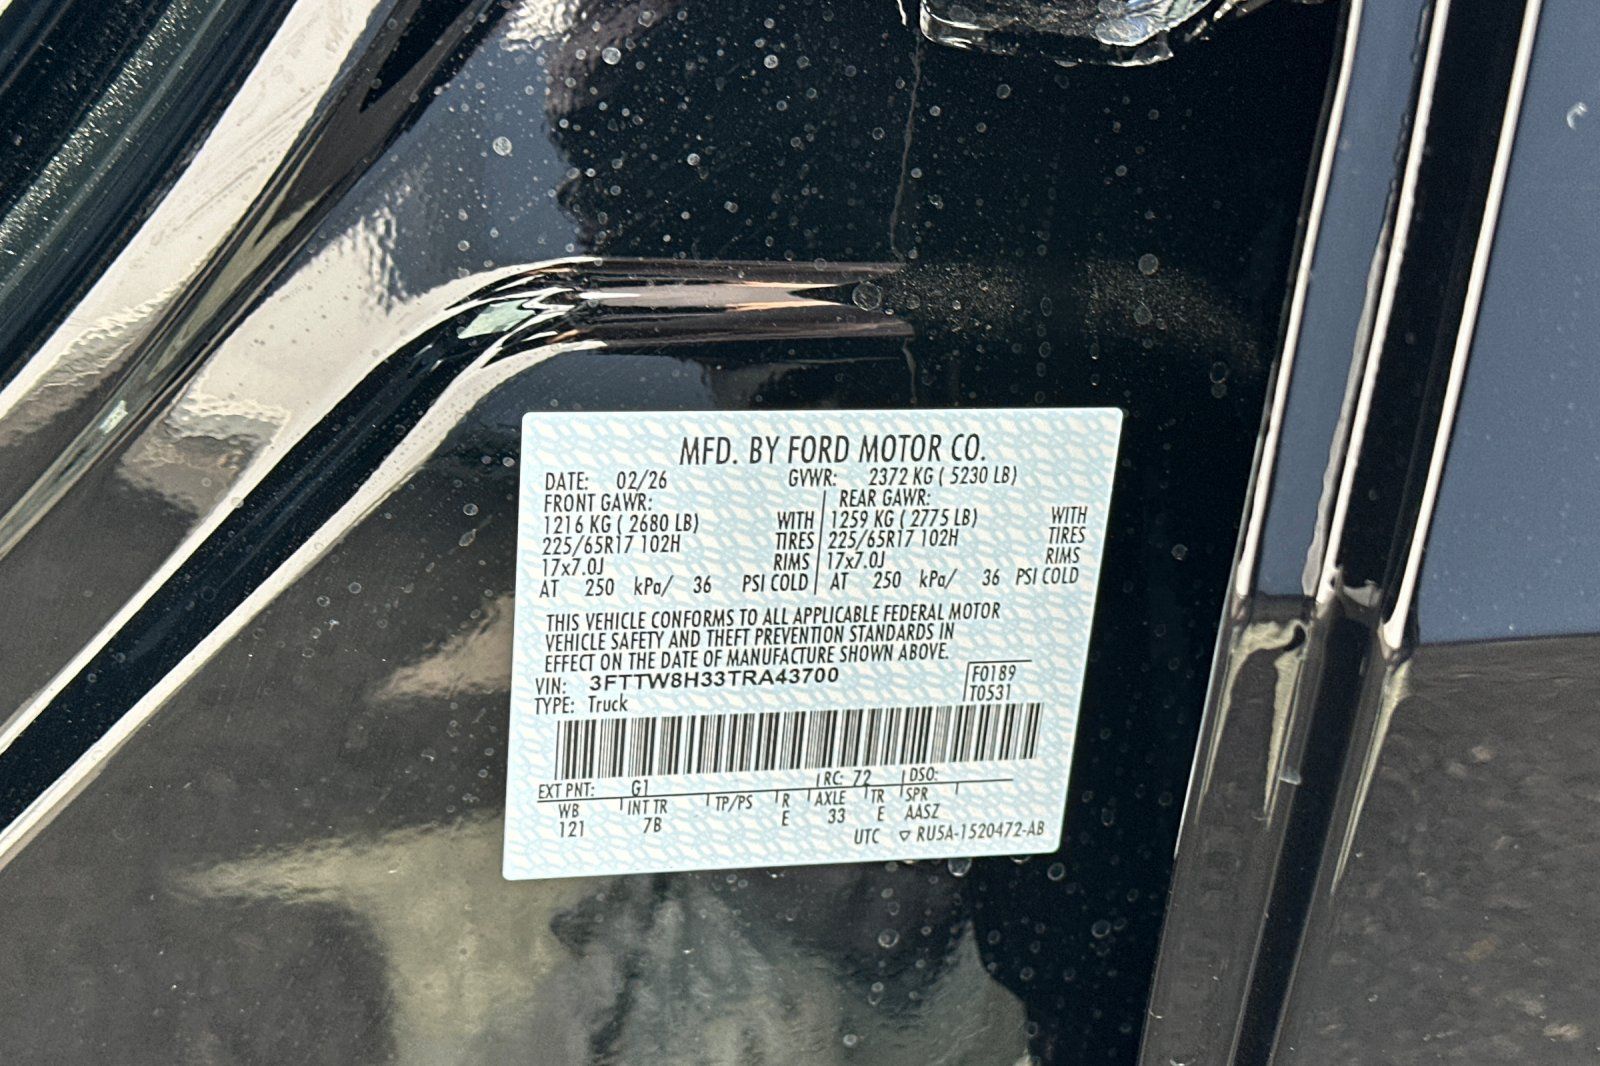 MFD. BY FORD MOTOR CO.
DATE: 02/26 GVWR: 2372 KG ( 5230 LB)
FRONT GAWR: REAR GAWR:
1216 KG ( 2680 LB) WITH 1259 KG ( 2775 LB) WITH
225/65R17 102H TIRES 225/65R17 102H TIRES
17x7.0J RIMS 17x7.0J RIMS
AT 250 kPa/ 36 PSI COLD AT 250 kPa/ 36 PSI COLD
THIS VEHICLE CONFORMS TO ALL APPLICABLE FEDERAL MOTOR
VEHICLE SAFETY AND THEFT PREVENTION STANDARDS IN
EFFECT ON THE DATE OF MANUFACTURE SHOWN ABOVE.
VIN: 3FTTW8H33TRA43700 F0189
TYPE: Truck T0531
EXT PNT: G1 RC: 72 DSO:
WB INT TR TP/PS R AXLE TR SPR
121 7B E 33 E AASZ
UTC ▽ RU5A-1520472-AB